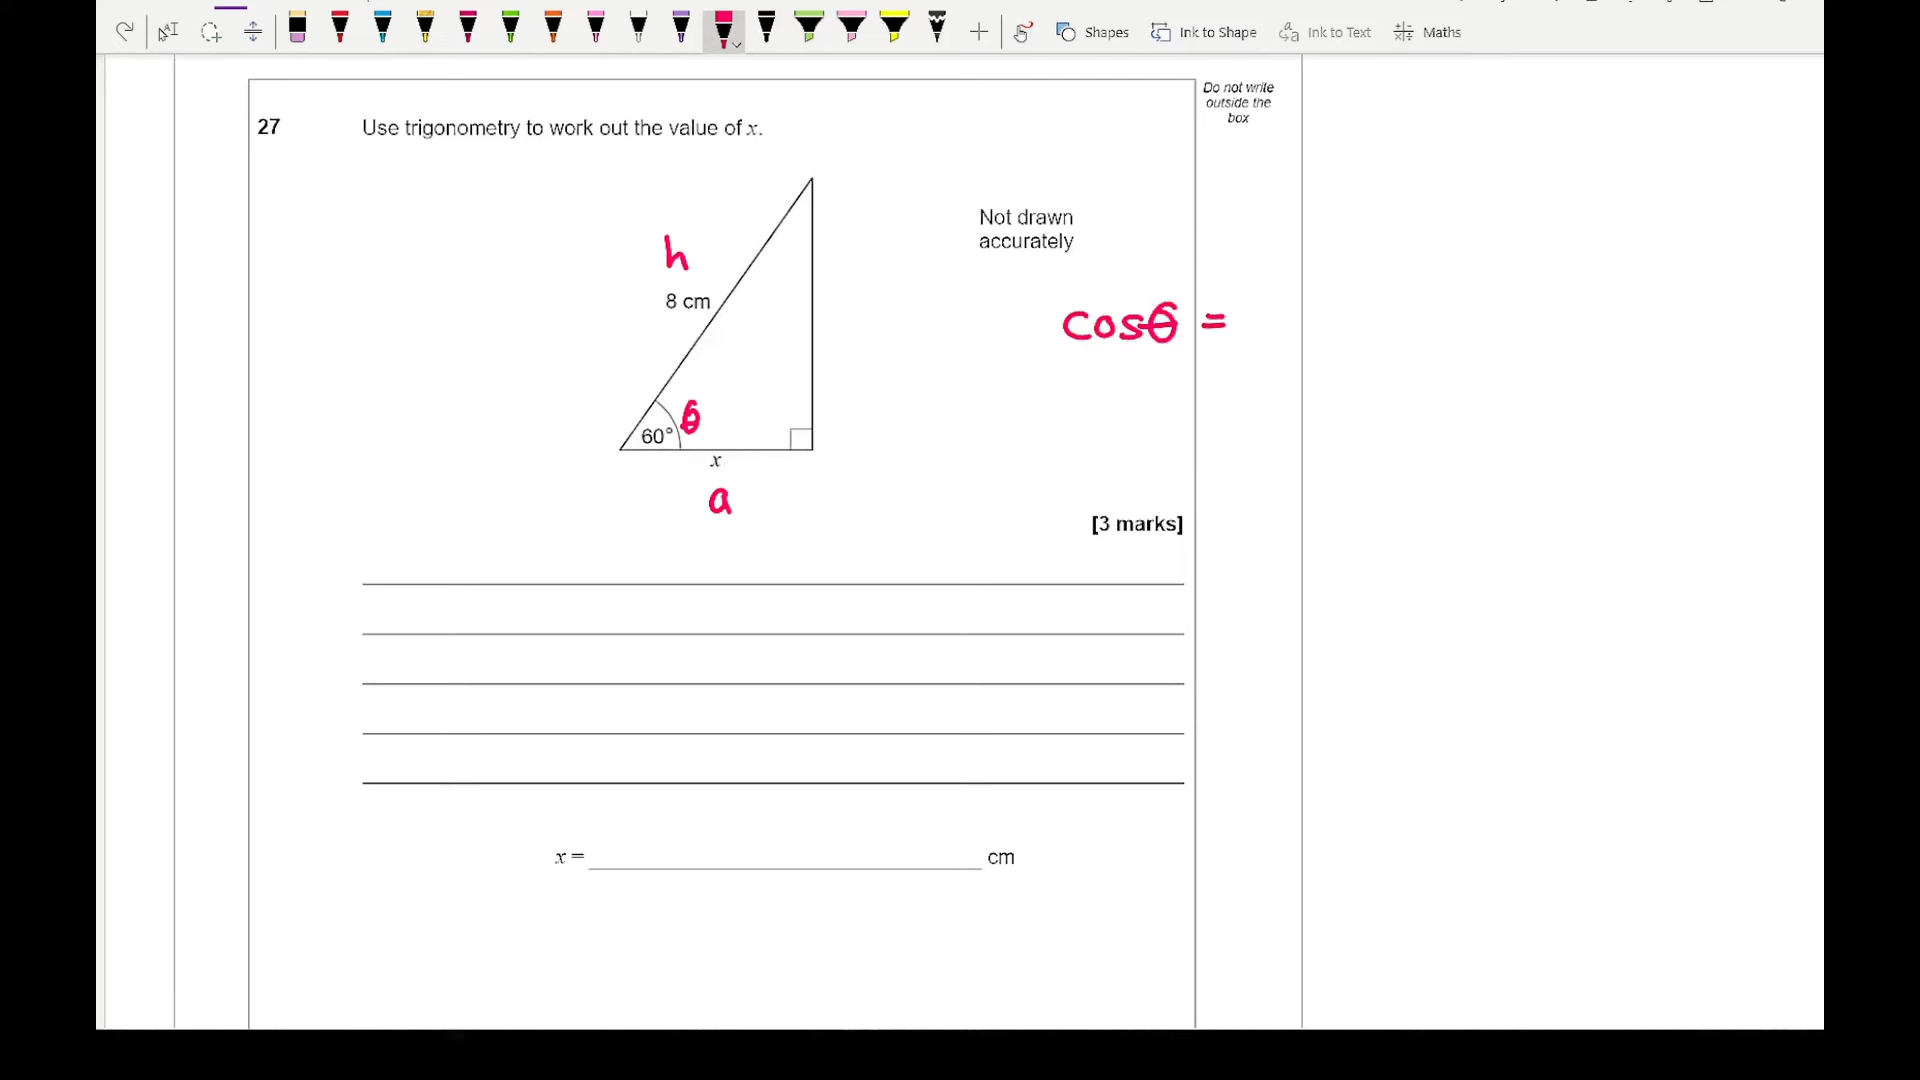 Shapes Ink to Shape Ink to Text Maths
Do not write
outside the
box
27 Use trigonometry to work out the value of x.
Not drawn
accurately
h
8 cm
cosθ =
θ
60°
x
a
[3 marks]
x = cm